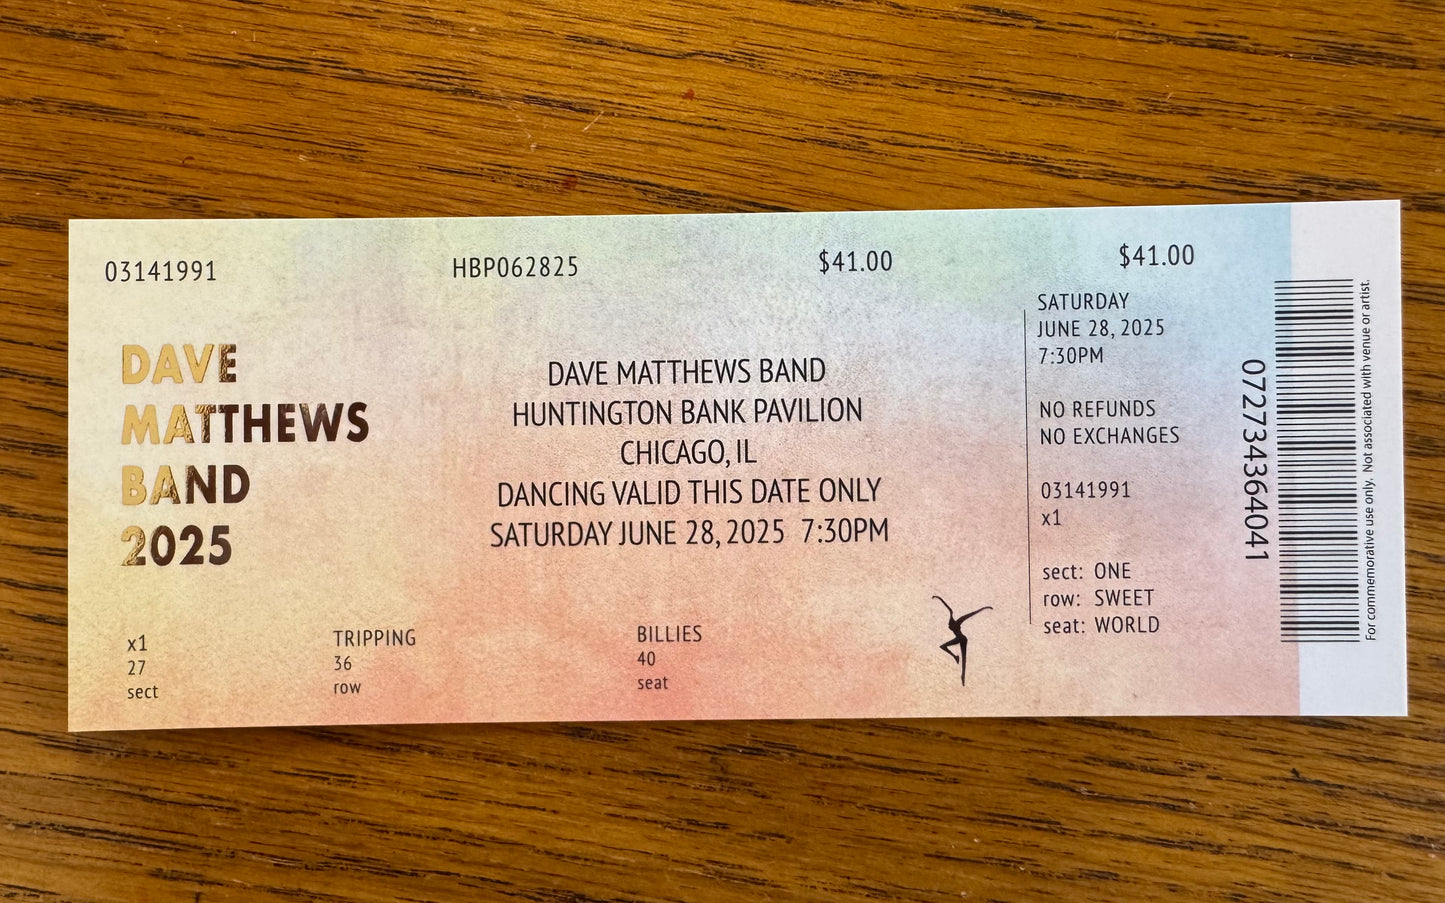 03141991
HBP062825
$41.00
$41.00
DAVE
MATTHEWS
BAND
2025
DAVE MATTHEWS BAND
HUNTINGTON BANK PAVILION
CHICAGO, IL
DANCING VALID THIS DATE ONLY
SATURDAY JUNE 28, 2025 7:30PM
x1
27
sect
TRIPPING
36
row
BILLIES
40
seat
SATURDAY
JUNE 28, 2025
7:30PM
NO REFUNDS
NO EXCHANGES
03141991
x1
sect: ONE
row: SWEET
seat: WORLD
0727343664041
For commemorative use only. Not associated with venue or artist.